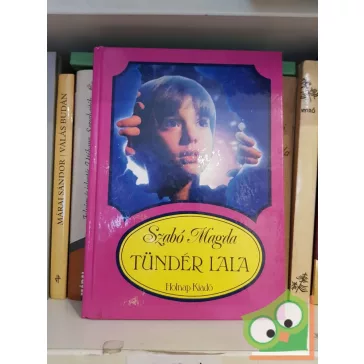 Szabó Magda
TÜNDÉR LALA
Holnap Kiadó
MÁRAI SÁNDOR | VÁLÁS BUDÁN